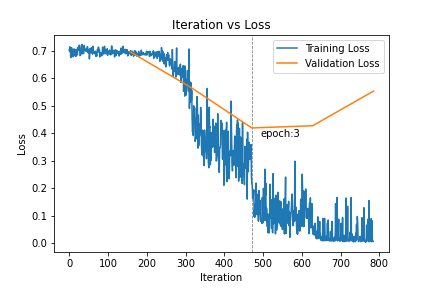 Iteration vs Loss
Training Loss
Validation Loss
0.7
0.6
0.5
0.4
0.3
0.2
0.1
0.0
Loss
epoch:3
0 100 200 300 400 500 600 700 800
Iteration